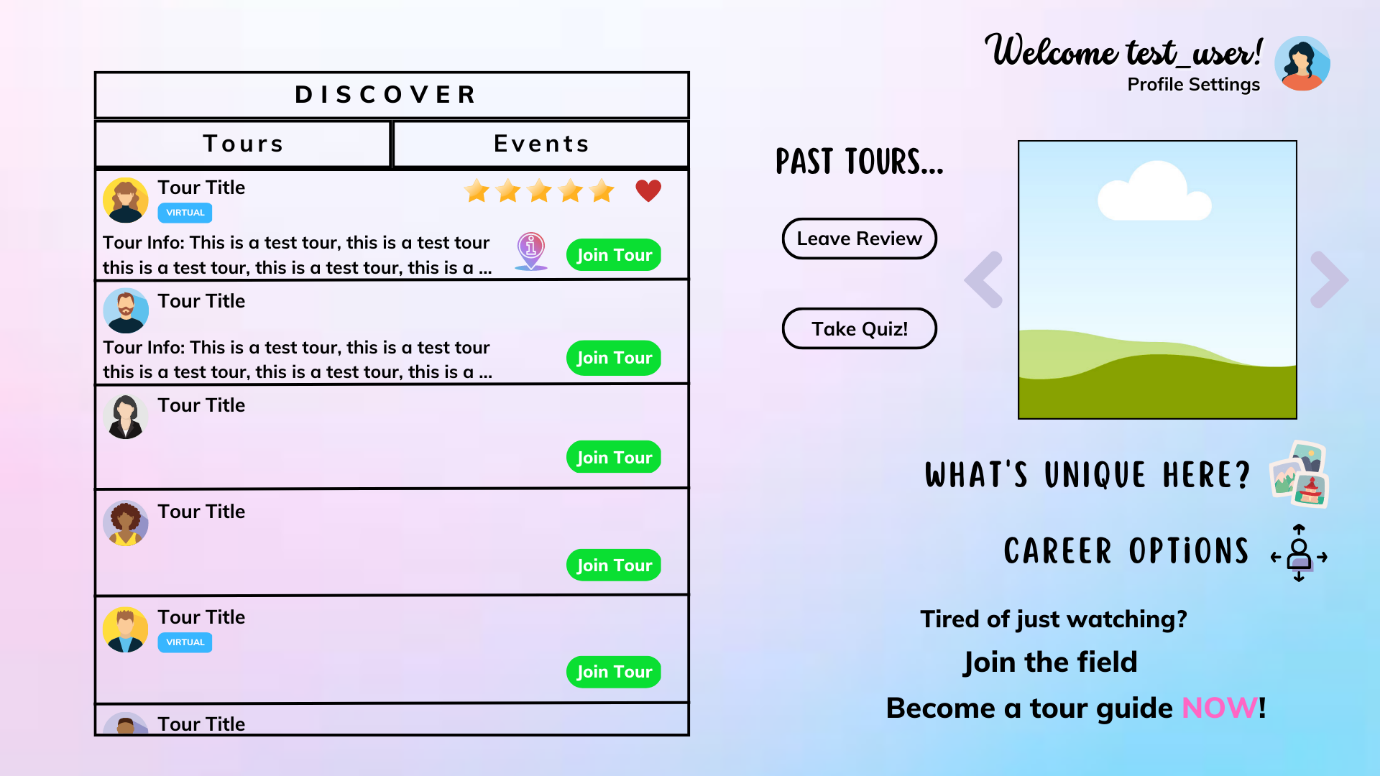 Welcome test_user!
Profile Settings
DISCOVER
Tours
Events
Tour Title
VIRTUAL
Tour Info: This is a test tour, this is a test tour
this is a test tour, this is a test tour, this is a ...
i
Join Tour
Tour Title
Tour Info: This is a test tour, this is a test tour
this is a test tour, this is a test tour, this is a ...
Join Tour
Tour Title
Join Tour
Tour Title
Join Tour
Tour Title
VIRTUAL
Join Tour
Tour Title
PAST TOURS...
Leave Review
Take Quiz!
WHAT'S UNIQUE HERE?
CAREER OPTiONS
Tired of just watching?
Join the field
Become a tour guide NOW!